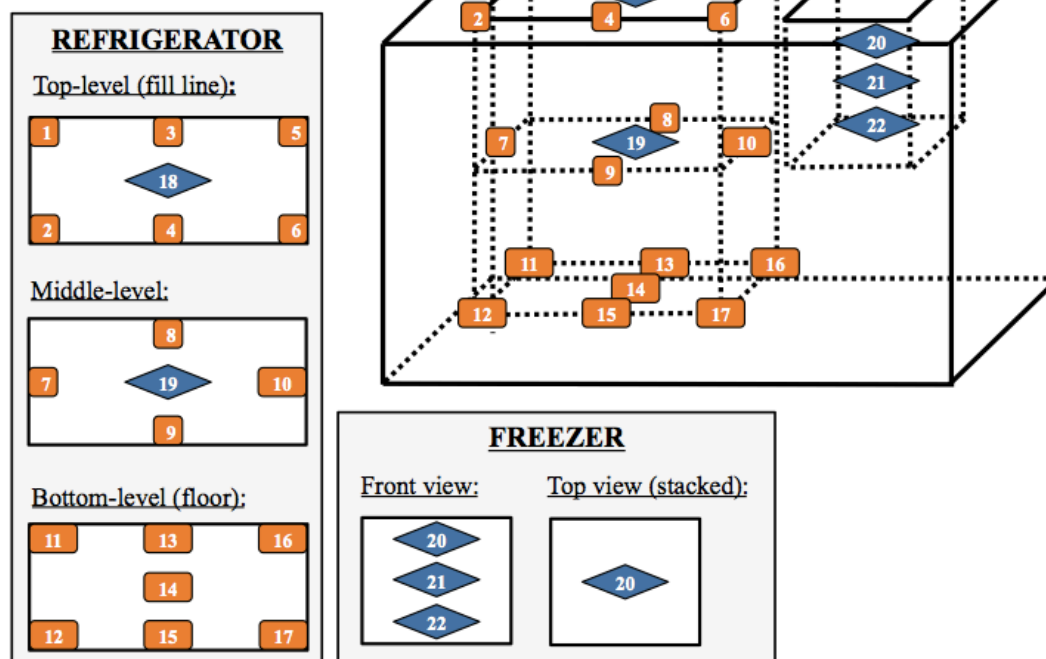 REFRIGERATOR
Top-level (fill line):
1 3 5
18
2 4 6
Middle-level:
8
7 19 10
9
Bottom-level (floor):
11 13 16
14
12 15 17
2 4 6
20
21
22
8
7 19 10
9
11 13 16
14
12 15 17
FREEZER
Front view: Top view (stacked):
20
21 20
22